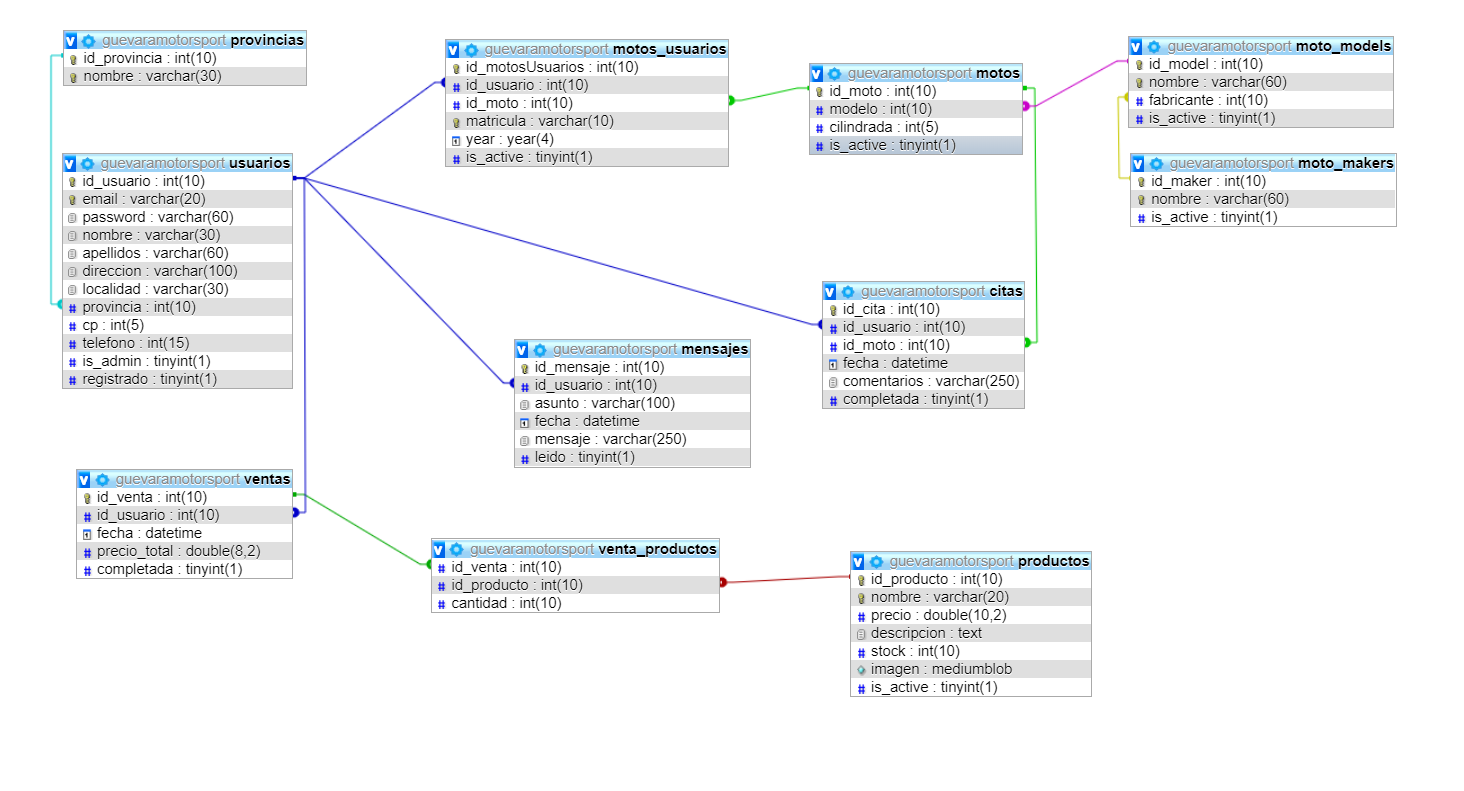 guevaramotorsport provincias
id_provincia : int(10)
nombre : varchar(30)
guevaramotorsport usuarios
id_usuario : int(10)
email : varchar(20)
password : varchar(60)
nombre : varchar(30)
apellidos : varchar(60)
direccion : varchar(100)
localidad : varchar(30)
provincia : int(10)
cp : int(5)
telefono : int(15)
is_admin : tinyint(1)
registrado : tinyint(1)
guevaramotorsport ventas
id_venta : int(10)
id_usuario : int(10)
fecha : datetime
precio_total : double(8,2)
completada : tinyint(1)
guevaramotorsport motos_usuarios
id_motosUsuarios : int(10)
id_usuario : int(10)
id_moto : int(10)
matricula : varchar(10)
year : year(4)
is_active : tinyint(1)
guevaramotorsport mensajes
id_mensaje : int(10)
id_usuario : int(10)
asunto : varchar(100)
fecha : datetime
mensaje : varchar(250)
leido : tinyint(1)
guevaramotorsport venta_productos
id_venta : int(10)
id_producto : int(10)
cantidad : int(10)
guevaramotorsport motos
id_moto : int(10)
modelo : int(10)
cilindrada : int(5)
is_active : tinyint(1)
guevaramotorsport citas
id_cita : int(10)
id_usuario : int(10)
id_moto : int(10)
fecha : datetime
comentarios : varchar(250)
completada : tinyint(1)
guevaramotorsport productos
id_producto : int(10)
nombre : varchar(20)
precio : double(10,2)
descripcion : text
stock : int(10)
imagen : mediumblob
is_active : tinyint(1)
guevaramotorsport moto_models
id_model : int(10)
nombre : varchar(60)
fabricante : int(10)
is_active : tinyint(1)
guevaramotorsport moto_makers
id_maker : int(10)
nombre : varchar(60)
is_active : tinyint(1)